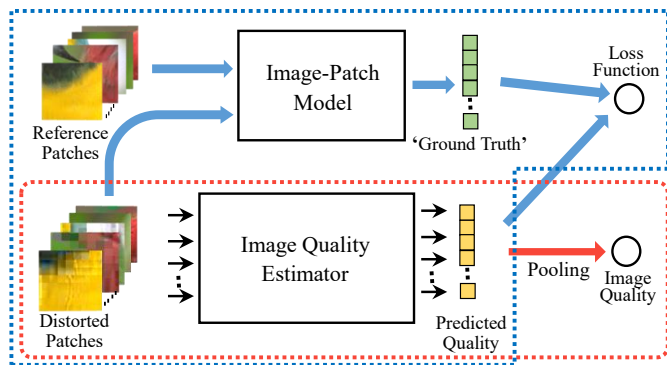 Image-Patch
Model
Loss
Function
Reference
Patches
‘Ground Truth’
Image Quality
Estimator
Pooling
Image
Quality
Distorted
Patches
Predicted
Quality